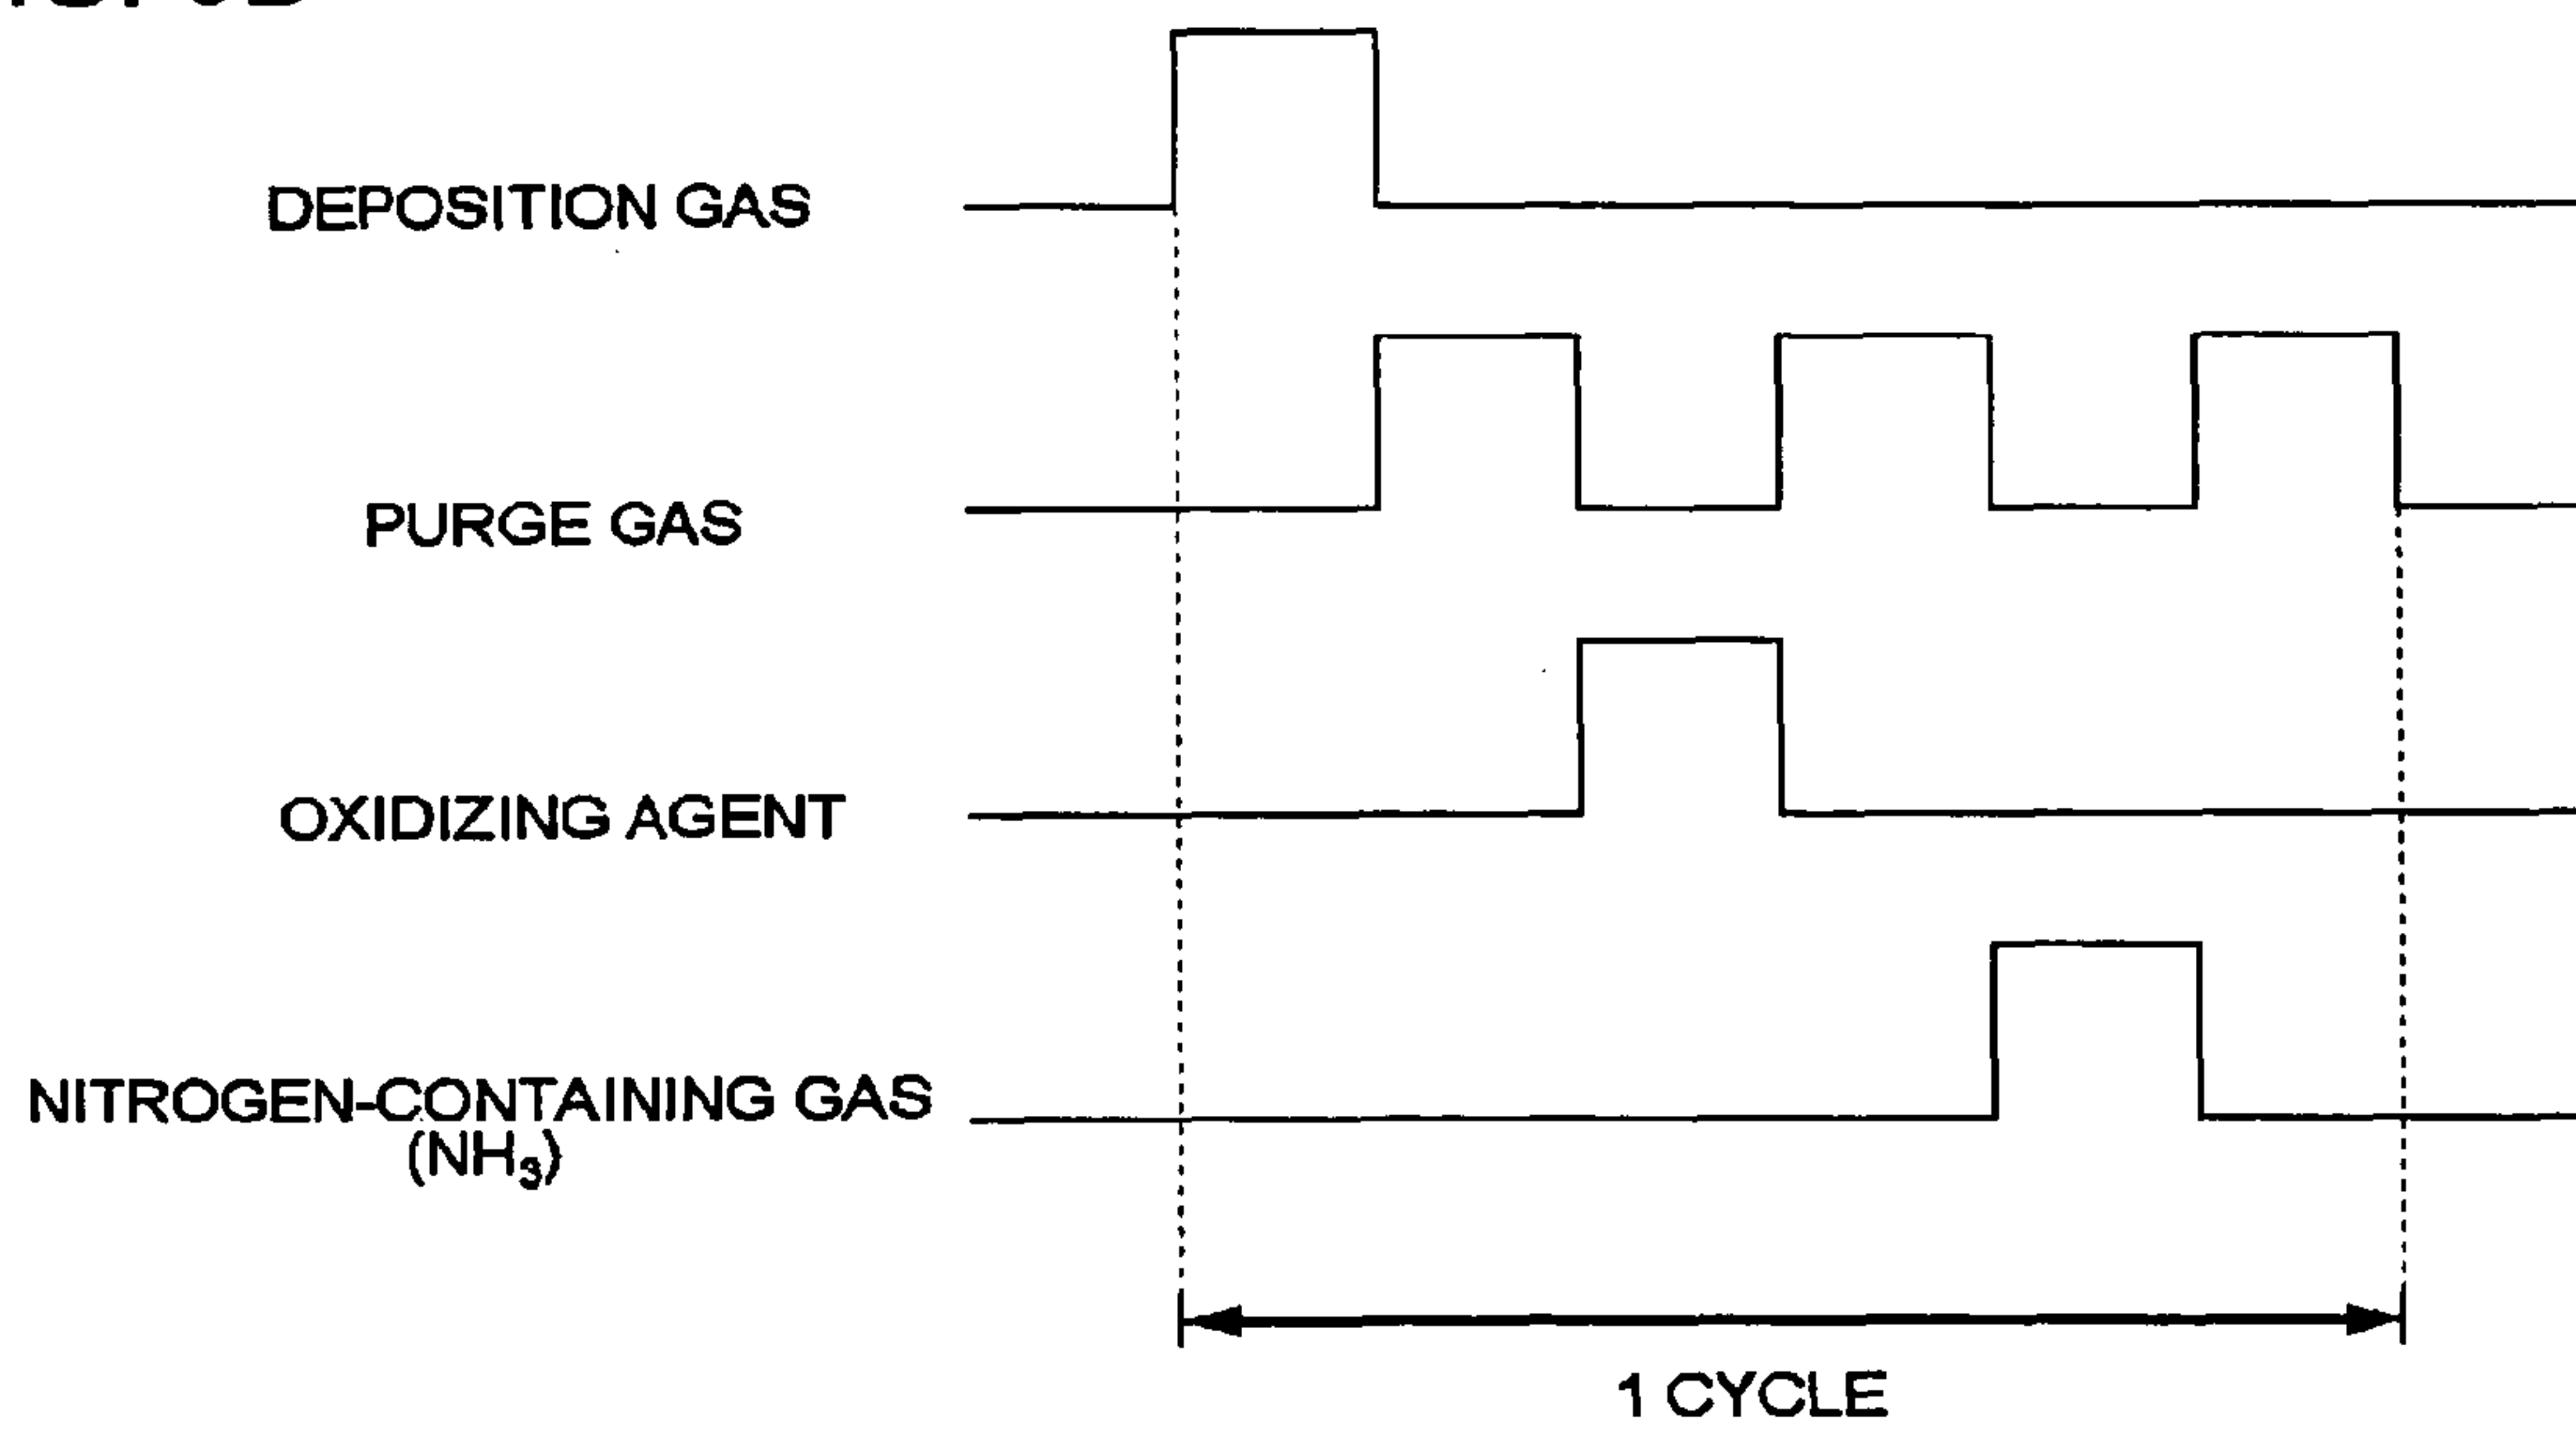 DEPOSITION GAS
PURGE GAS
OXIDIZING AGENT
NITROGEN-CONTAINING GAS
(NH₃)
1 CYCLE